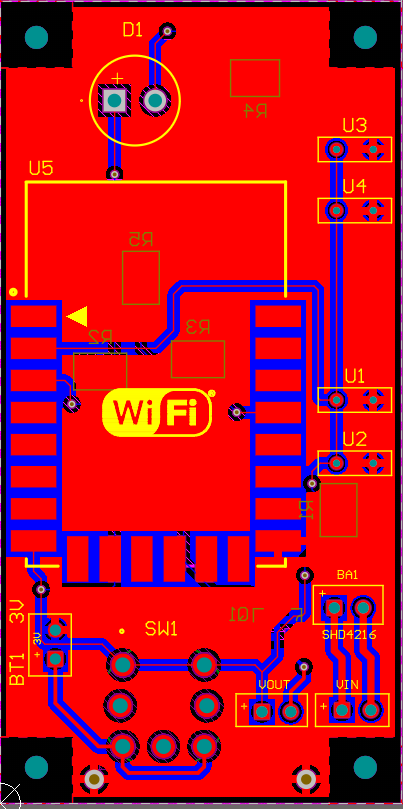 D1
+
R4
U3
U5
U4
R5
R3
R2
U1
WiFi
U2
R1
BA1
+
3V
LQ1
SW1
SHD4216
3V
+
BT1
VOUT
VIN
+
+